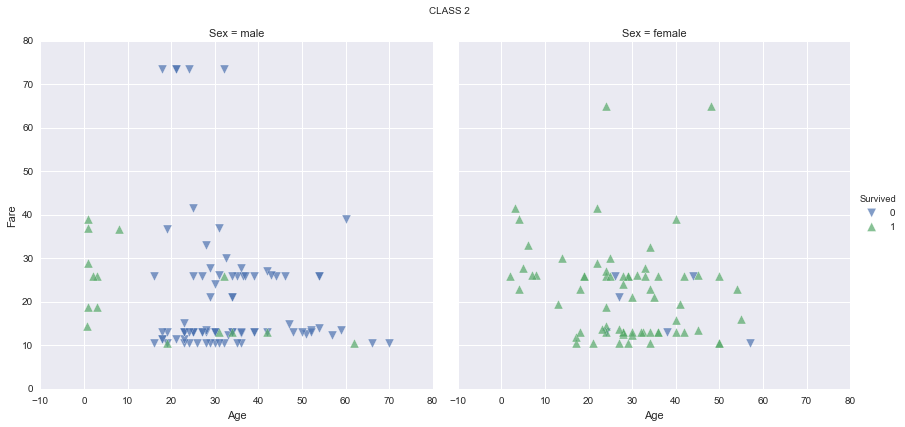 CLASS 2
Sex = male
Sex = female
80
70
60
50
40
30
20
10
0
Fare
−10 0 10 20 30 40 50 60 70 80
−10 0 10 20 30 40 50 60 70 80
Age
Age
Survived
0
1